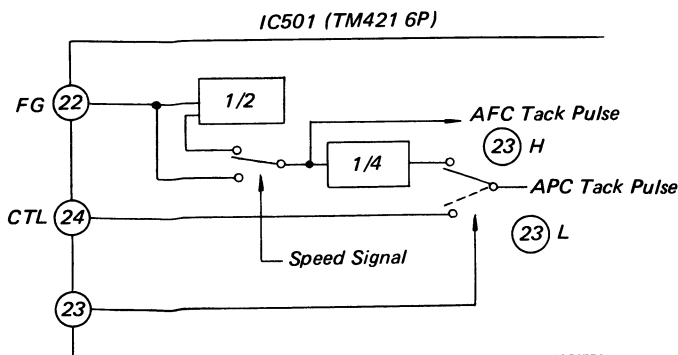 IC501 (TM421 6P)
FG 22
1/2
AFC Tack Pulse
23 H
1/4
APC Tack Pulse
CTL 24
23 L
Speed Signal
23